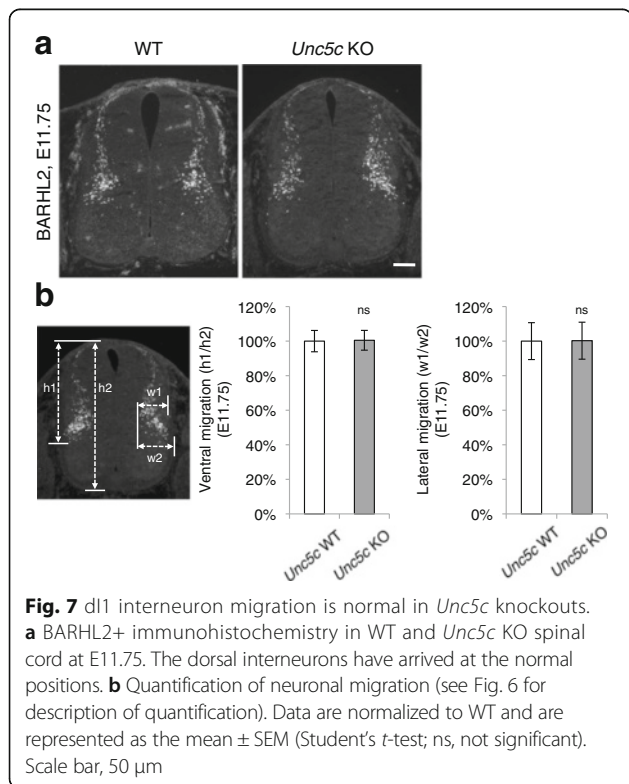 a
WT
Unc5c KO
BARHL2, E11.75
b
h1
h2
w1
w2
Ventral migration (h1/h2)
(E11.75)
120%
100%
80%
60%
40%
20%
0%
ns
Unc5c WT
Unc5c KO
Lateral migration (w1/w2)
(E11.75)
120%
100%
80%
60%
40%
20%
0%
ns
Unc5c WT
Unc5c KO
Fig. 7 dI1 interneuron migration is normal in Unc5c knockouts.
a BARHL2+ immunohistochemistry in WT and Unc5c KO spinal
cord at E11.75. The dorsal interneurons have arrived at the normal
positions. b Quantification of neuronal migration (see Fig. 6 for
description of quantification). Data are normalized to WT and are
represented as the mean ± SEM (Student's t-test; ns, not significant).
Scale bar, 50 μm